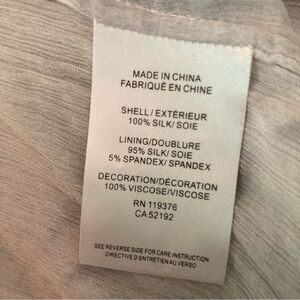 MADE IN CHINA
FABRIQUÉ EN CHINE
SHELL/EXTÉRIEUR
100% SILK/SOIE
LINING/DOUBLURE
95% SILK/SOIE
5% SPANDEX/SPANDEX
DECORATION/DÉCORATION
100% VISCOSE/VISCOSE
RN 119376
CA 52192
SEE REVERSE SIDE FOR CARE INSTRUCTION
DIRECTIVE D'ENTRETIEN AU VERSO